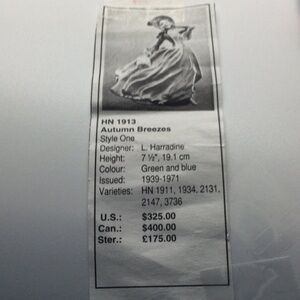 HN 1913
Autumn Breezes
Style One
Designer: L. Harradine
Height: 7 ½", 19.1 cm
Colour: Green and blue
Issued: 1939-1971
Varieties: HN 1911, 1934, 2131,
2147, 3736
U.S.: $325.00
Can.: $400.00
Ster.: £175.00